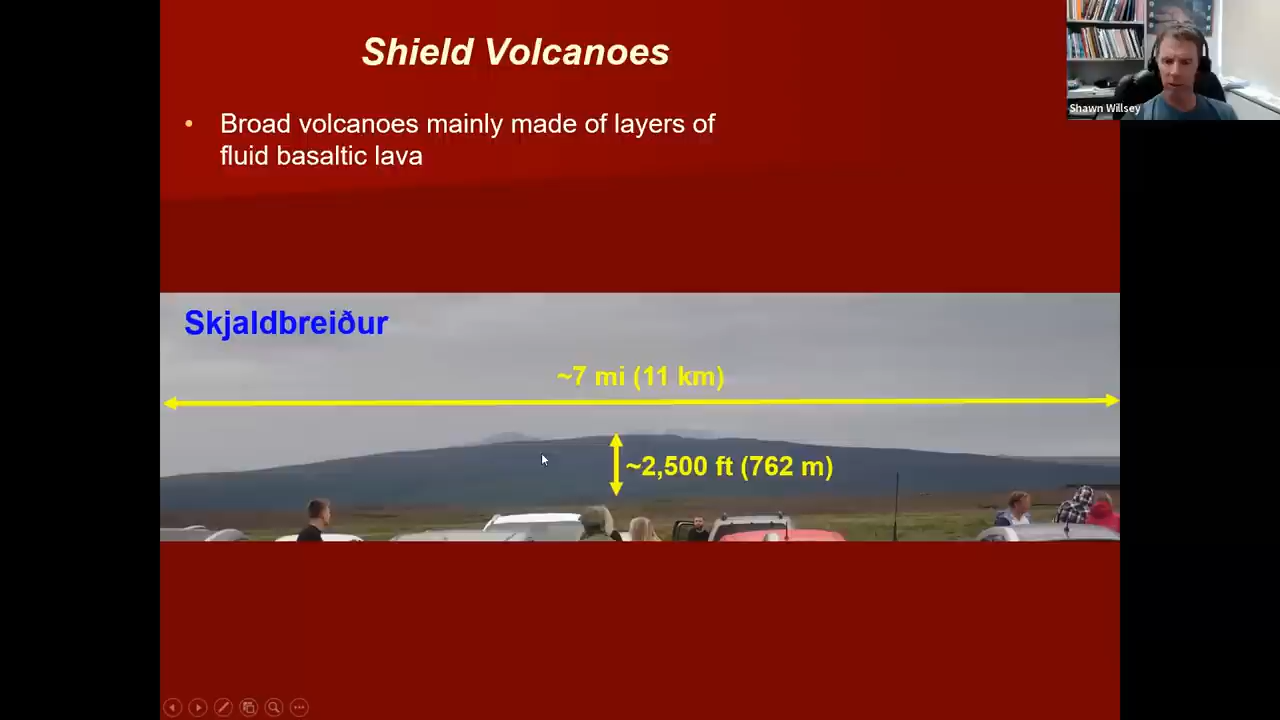 Shield Volcanoes
Shawn Willsey
• Broad volcanoes mainly made of layers of
fluid basaltic lava
Skjaldbreiður
~7 mi (11 km)
~2,500 ft (762 m)